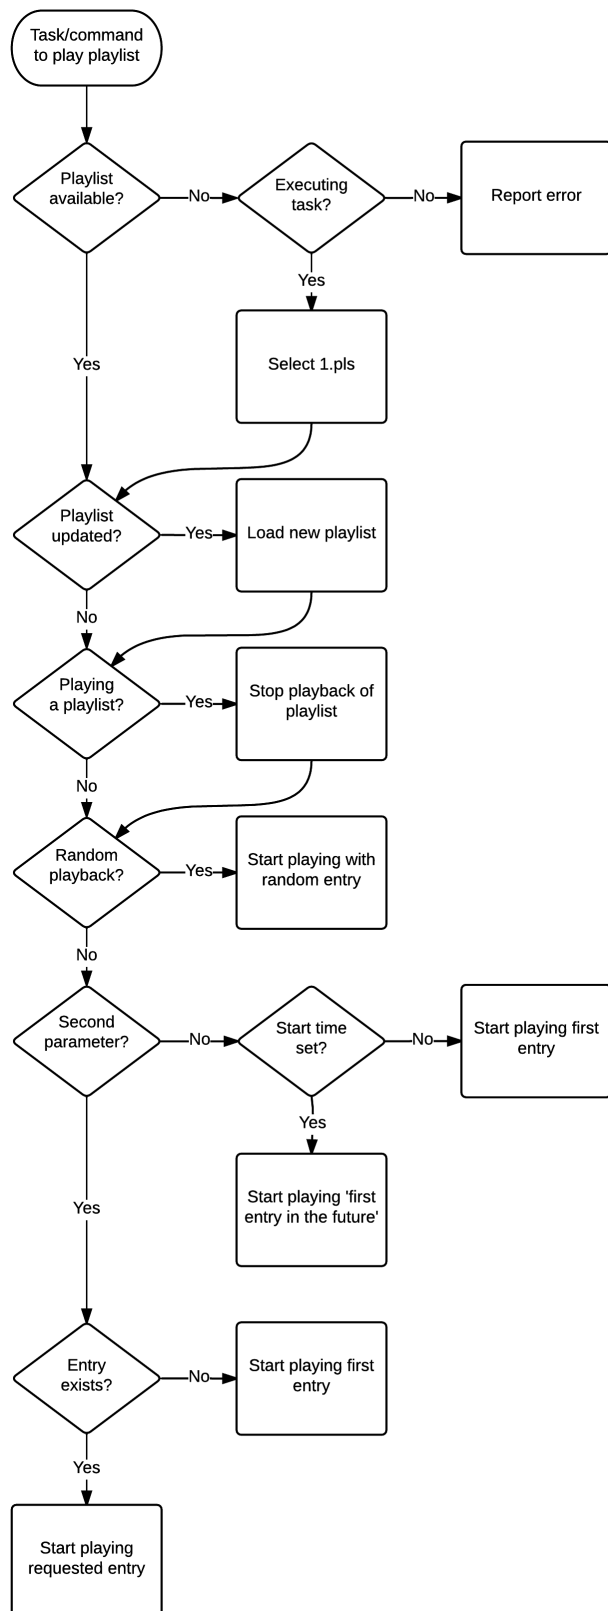 Task/command
to play playlist
Playlist
available?
No
Executing
task?
No
Report error
Yes
Yes
Select 1.pls
Playlist
updated?
Yes
Load new playlist
No
Playing
a playlist?
Yes
Stop playback of
playlist
No
Random
playback?
Yes
Start playing with
random entry
No
Second
parameter?
No
Start time
set?
No
Start playing first
entry
Yes
Yes
Start playing 'first
entry in the future'
Entry
exists?
No
Start playing first
entry
Yes
Start playing
requested entry